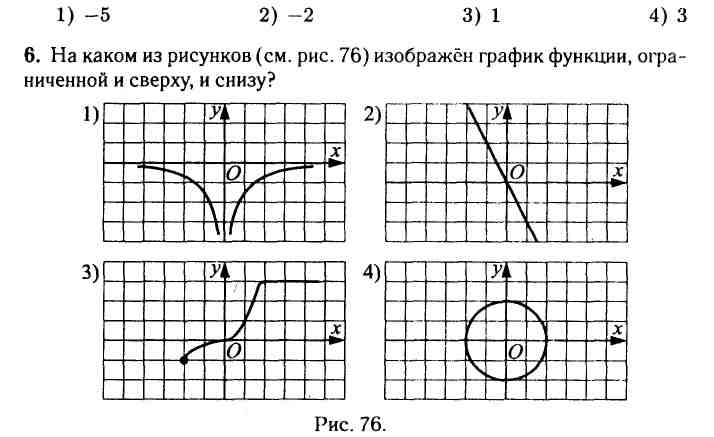 1) −5 2) −2 3) 1 4) 3
6. На каком из рисунков (см. рис. 76) изображён график функции, огра-
ниченной и сверху, и снизу?
1) y x O
2) y x O
3) y x O
4) y x O
Рис. 76.